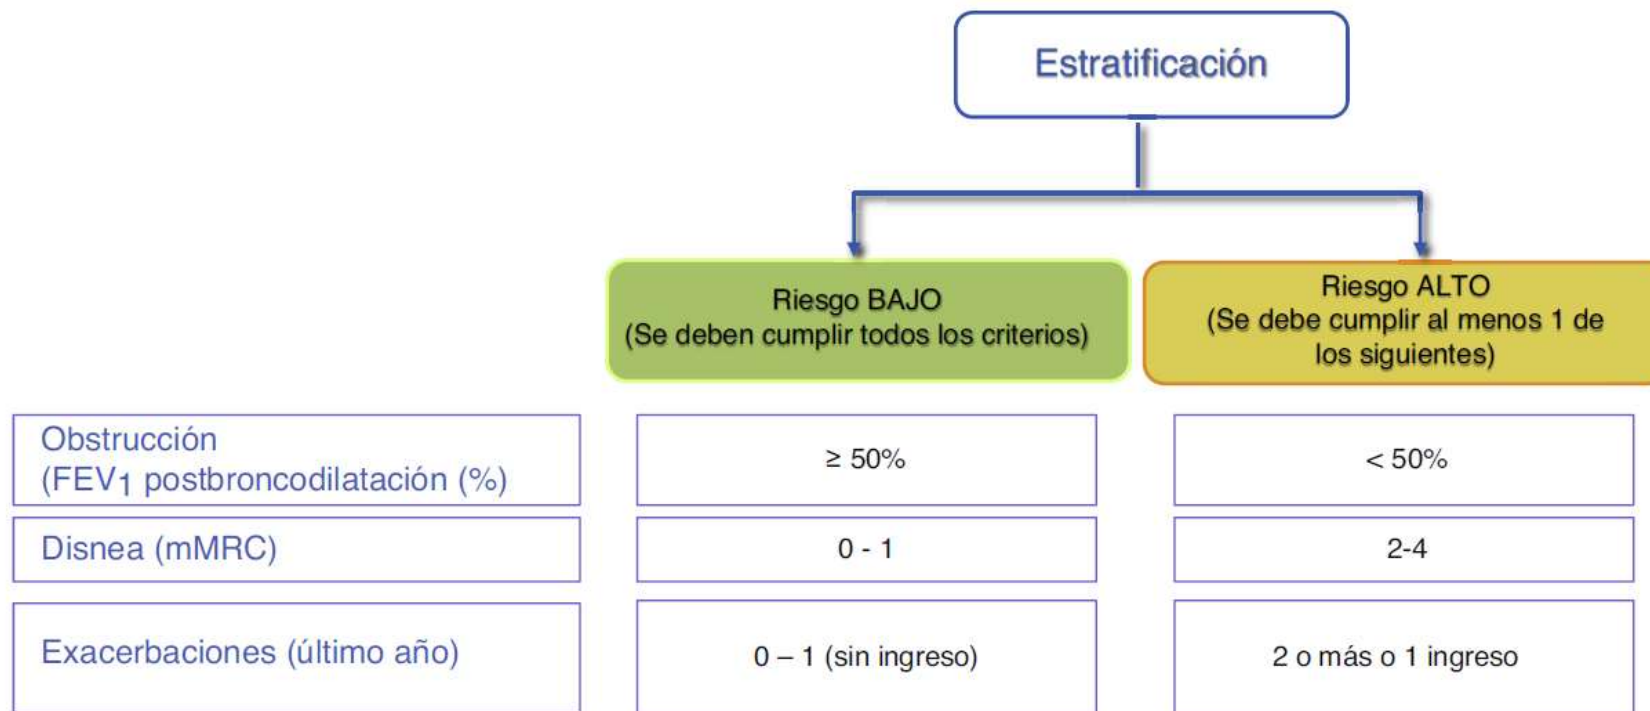 Estratificación
Riesgo BAJO
(Se deben cumplir todos los criterios)
Riesgo ALTO
(Se debe cumplir al menos 1 de
los siguientes)
Obstrucción
(FEV1 postbroncodilatación (%)
≥ 50%
< 50%
Disnea (mMRC)
0 - 1
2-4
Exacerbaciones (último año)
0 – 1 (sin ingreso)
2 o más o 1 ingreso